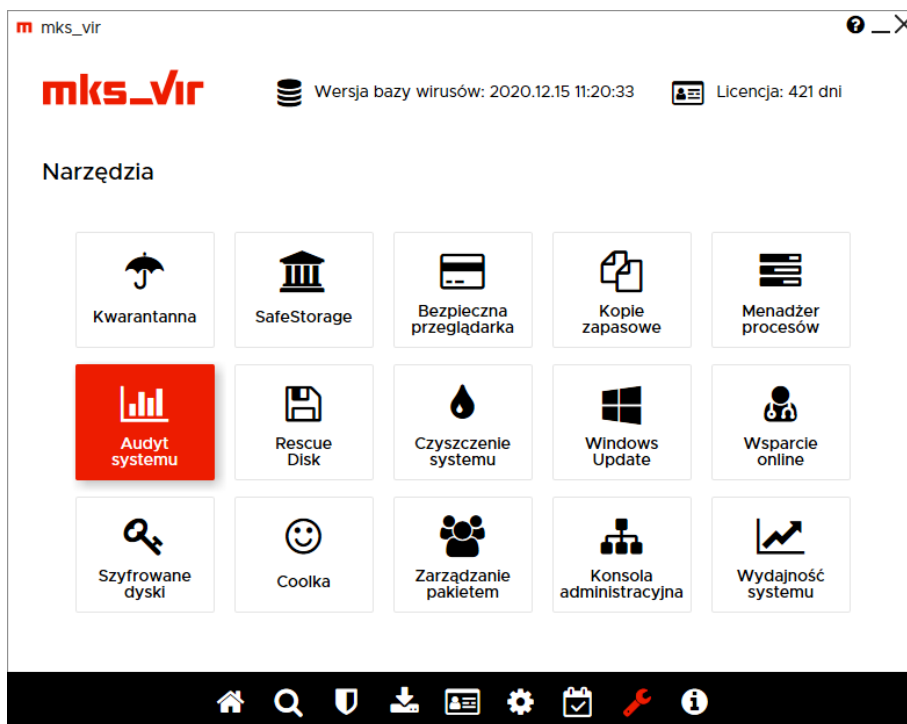 mks_vir
mks_vir
Wersja bazy wirusów: 2020.12.15 11:20:33
Licencja: 421 dni
Narzędzia
Kwarantanna
SafeStorage
Bezpieczna
przeglądarka
Kopie
zapasowe
Menadżer
procesów
Audyt
systemu
Rescue
Disk
Czyszczenie
systemu
Windows
Update
Wsparcie
online
Szyfrowane
dyski
Coolka
Zarządzanie
pakietem
Konsola
administracyjna
Wydajność
systemu